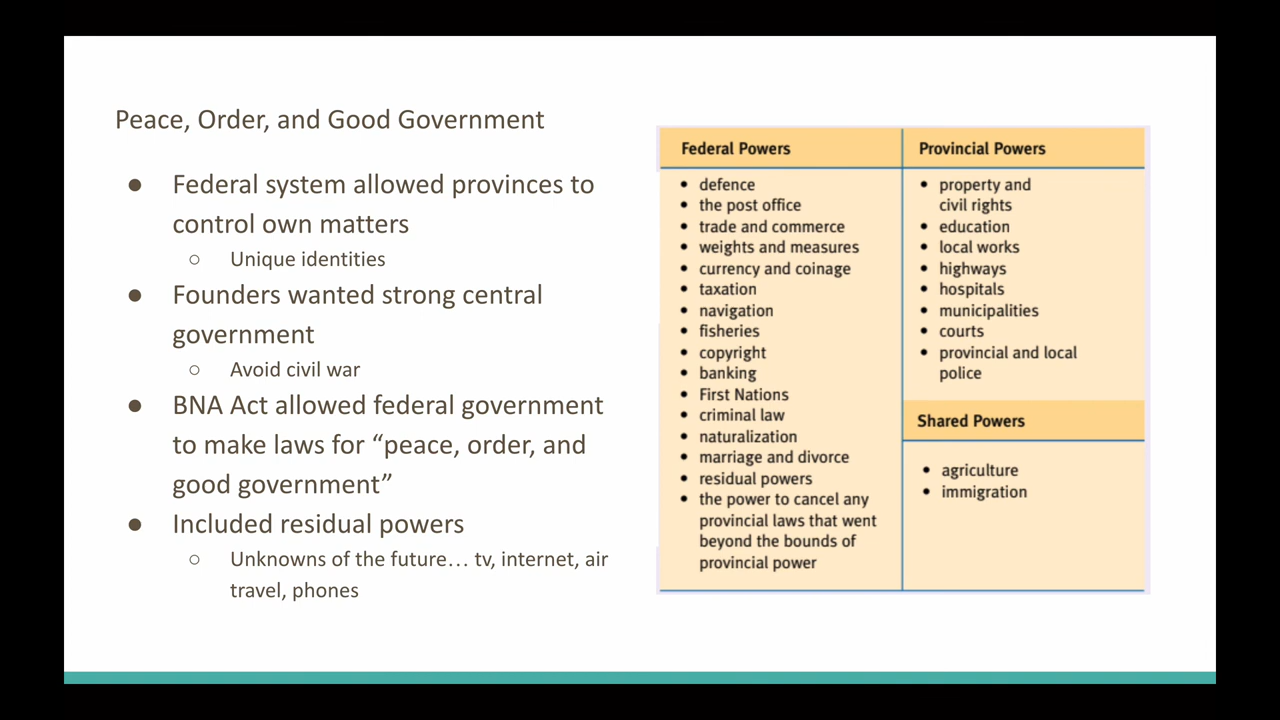 Peace, Order, and Good Government
● Federal system allowed provinces to
control own matters
○ Unique identities
● Founders wanted strong central
government
○ Avoid civil war
● BNA Act allowed federal government
to make laws for “peace, order, and
good government”
● Included residual powers
○ Unknowns of the future… tv, internet, air
travel, phones
Federal Powers
• defence
• the post office
• trade and commerce
• weights and measures
• currency and coinage
• taxation
• navigation
• fisheries
• copyright
• banking
• First Nations
• criminal law
• naturalization
• marriage and divorce
• residual powers
• the power to cancel any
provincial laws that went
beyond the bounds of
provincial power
Provincial Powers
• property and
civil rights
• education
• local works
• highways
• hospitals
• municipalities
• courts
• provincial and local
police
Shared Powers
• agriculture
• immigration